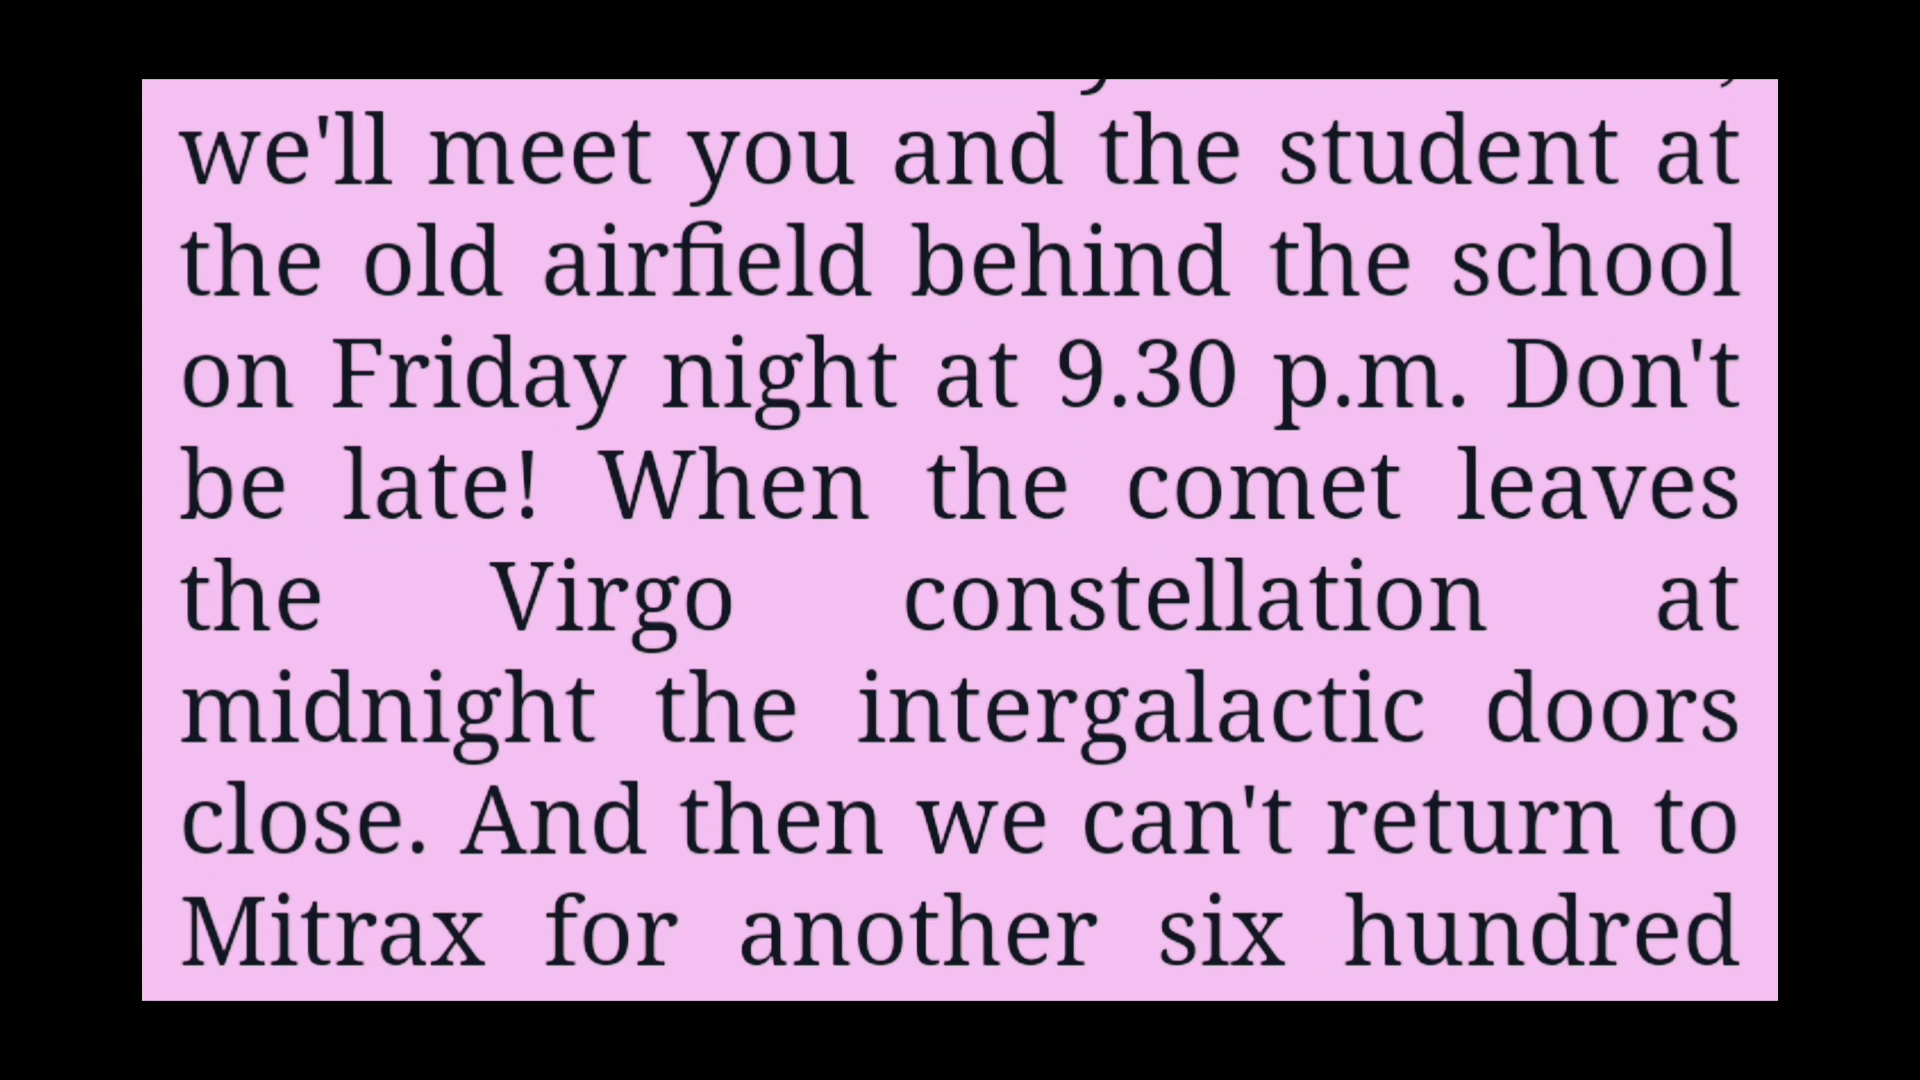 we'll meet you and the student at
the old airfield behind the school
on Friday night at 9.30 p.m. Don't
be late! When the comet leaves
the Virgo constellation at
midnight the intergalactic doors
close. And then we can't return to
Mitrax for another six hundred